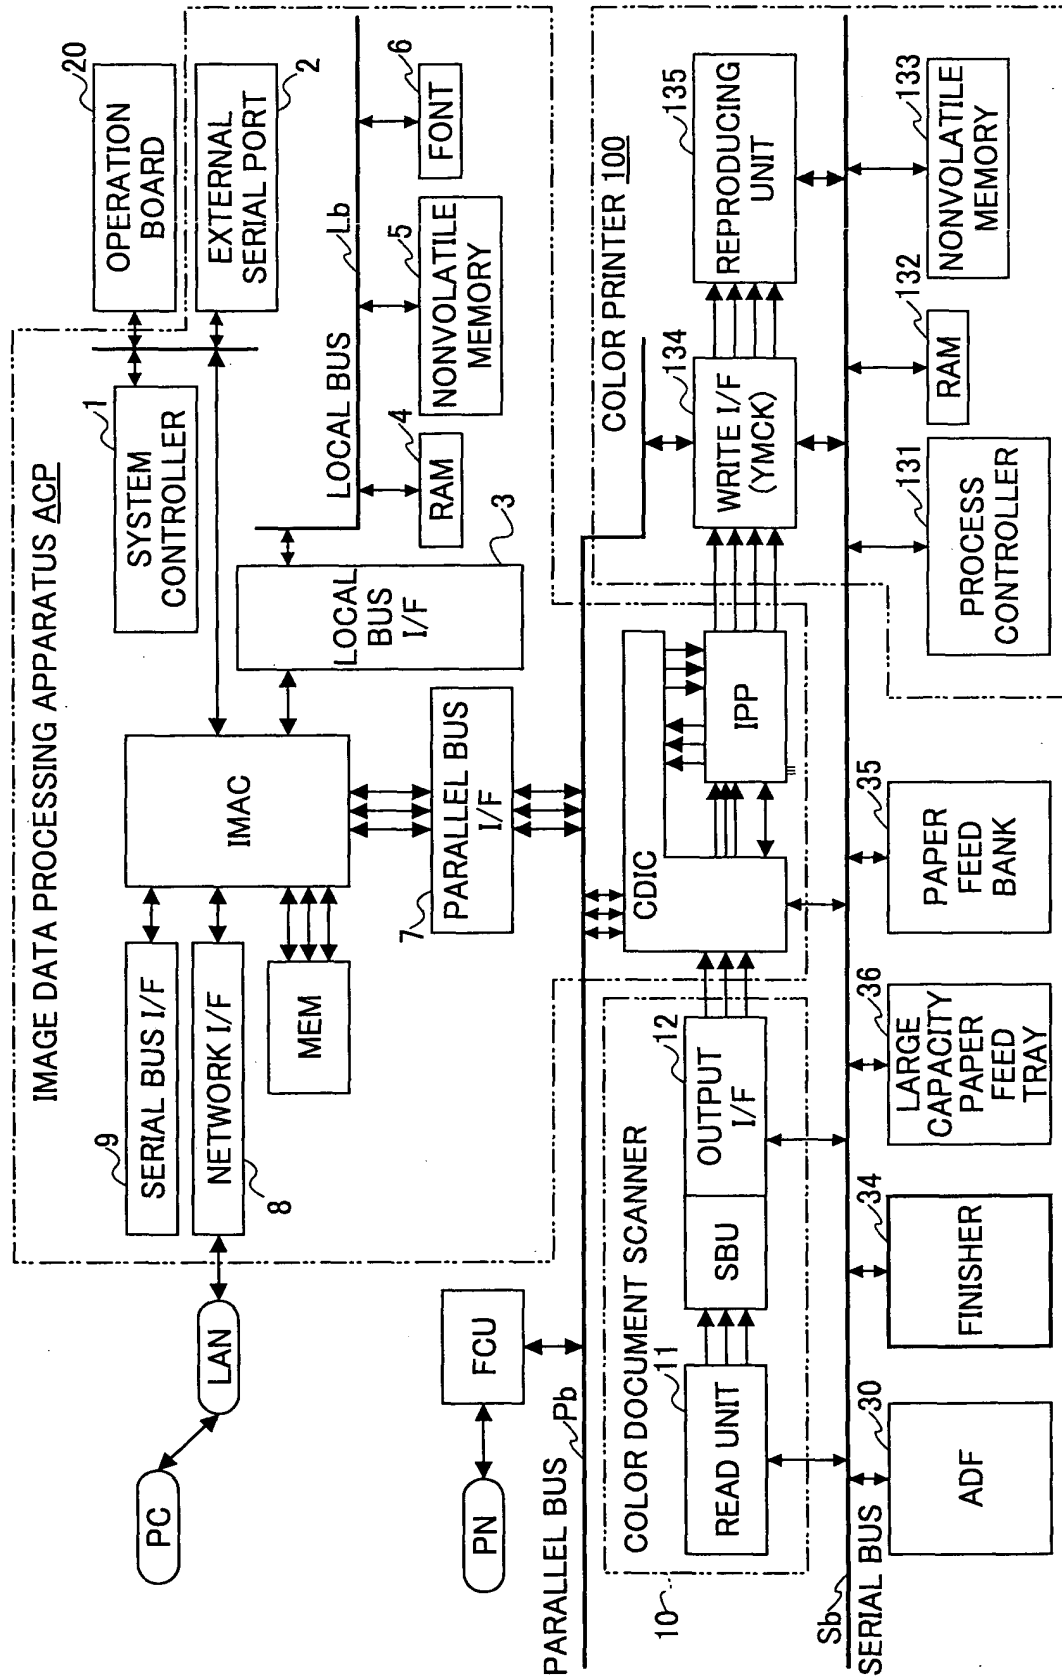 IMAGE DATA PROCESSING APPARATUS ACP
9
SERIAL BUS I/F
NETWORK I/F
8
MEM
IMAC
1
SYSTEM
CONTROLLER
20
OPERATION
BOARD
EXTERNAL
SERIAL PORT
2
LOCAL
BUS
I/F
3
LOCAL BUS
Lb
RAM
4
NONVOLATILE
MEMORY
5
FONT
6
7
PARALLEL BUS
I/F
PC
LAN
PN
FCU
PARALLEL BUS
Pb
COLOR DOCUMENT SCANNER
10
READ UNIT
11
SBU
OUTPUT
I/F
12
CDIC
IPP
COLOR PRINTER 100
WRITE I/F
(YMCK)
134
REPRODUCING
UNIT
135
Sb
SERIAL BUS
ADF
30
FINISHER
34
LARGE
CAPACITY
PAPER
FEED
TRAY
36
PAPER
FEED
BANK
35
PROCESS
CONTROLLER
131
RAM
132
NONVOLATILE
MEMORY
133